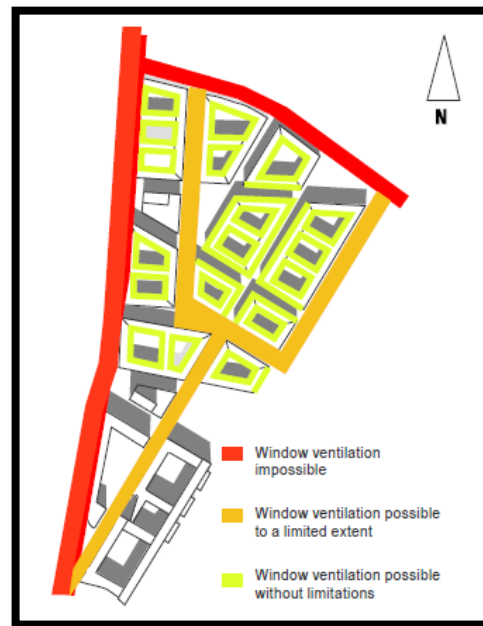 N
Window ventilation
impossible
Window ventilation possible
to a limited extent
Window ventilation possible
without limitations